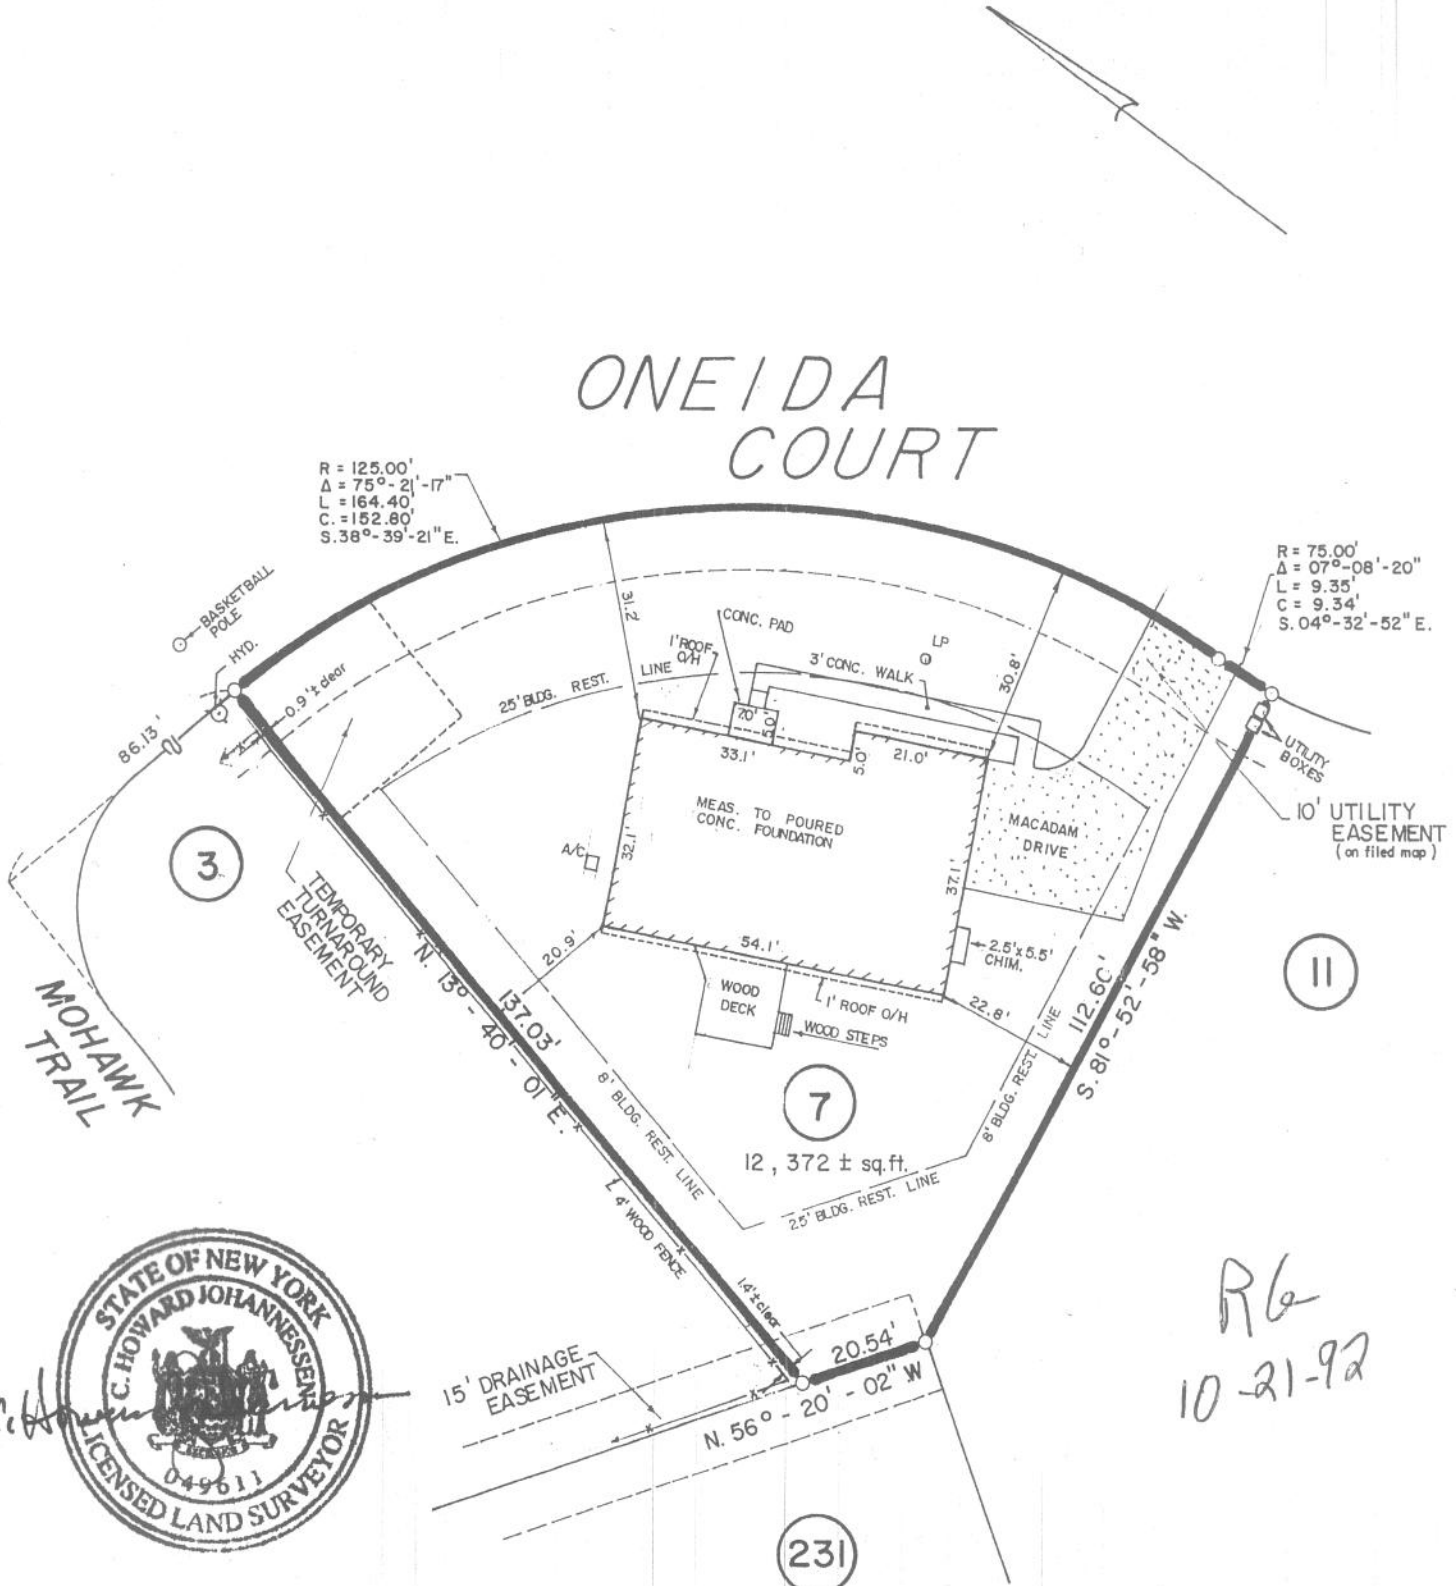 ONEIDA
COURT
R = 125.00'
Δ = 75°-21'-17"
L = 164.40'
C. = 152.80'
S.38°-39'-21"E.
R = 75.00'
Δ = 07°-08'-20"
L = 9.35'
C = 9.34'
S.04°-32'-52"E.
BASKETBALL
POLE
HYD.
0.9'± clear
86.13'
31.2'
CONC. PAD
1' ROOF
O/H
LP
3' CONC. WALK
30.8'
25' BLDG. REST. LINE
7.0'
5.0'
33.1'
5.0'
21.0'
UTILITY
BOXES
10' UTILITY
EASEMENT
(on filed map)
MEAS. TO POURED
CONC. FOUNDATION
MACADAM
DRIVE
A/C
32.1'
37.1'
3
TEMPORARY
TURNAROUND
EASEMENT
20.9'
54.1'
2.5'x5.5'
CHIM.
11
WOOD
DECK
1' ROOF O/H
WOOD STEPS
22.8'
137.03'
N. 13° - 40' - 01" E.
112.60'
S. 81° - 52' - 58" W.
MOHAWK
TRAIL
8' BLDG. REST. LINE
8' BLDG. REST. LINE
7
12,372 ± sq.ft.
25' BLDG. REST. LINE
4' WOOD FENCE
1.4'± clear
20.54'
N. 56° - 20' - 02" W
15' DRAINAGE
EASEMENT
STATE OF NEW YORK
C. HOWARD JOHANNESSEN
049611
LICENSED LAND SURVEYOR
10-21-92
231